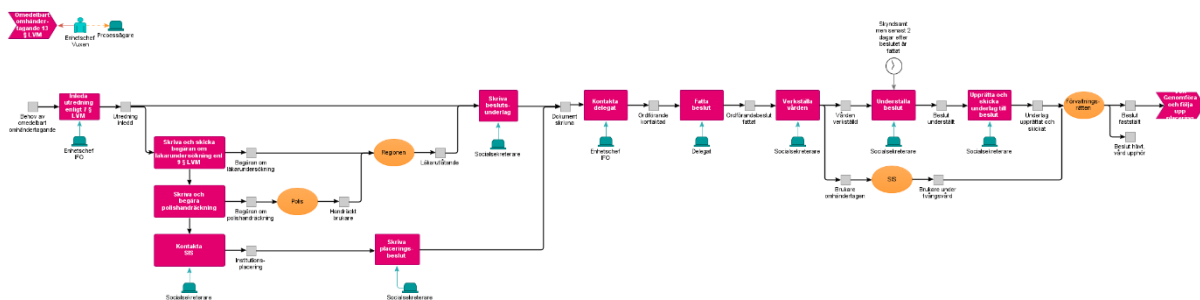 Omedelbart
omhänder-
tagande 13
§ LVM
Enhetschef
Vuxen
Processägare
Skyndsamt
men senast 2
dagar efter
beslutet är
fattat
Behov av
omedelbart
omhändertagande
Inleda
utredning
enligt 7 §
LVM
Enhetschef
IFO
Utredning
inledd
Skriva och skicka
begäran om
läkarundersökning enl
9 § LVM
Begäran om
läkarundersökning
Regionen
Läkarutlåtande
Skriva och
begära
polishandräckning
Begäran om
polishandräckning
Polis
Handräckt
brukare
Kontakta
SIS
Socialsekreterare
Institutions-
placering
Skriva
placerings-
beslut
Socialsekreterare
Skriva
besluts-
underlag
Socialsekreterare
Dokument
skrivna
Kontakta
delegat
Enhetschef
IFO
Ordförande
kontaktad
Fatta
beslut
Delegat
Ordförandebeslut
fattat
Verkställa
vården
Socialsekreterare
Vården
verkställd
Brukare
omhändertagen
SIS
Brukare under
tvångsvård
Underställa
beslut
Socialsekreterare
Beslut
underställt
Upprätta och
skicka
underlag till
beslut
Socialsekreterare
Underlag
upprättat och
skickat
Förvaltnings-
rätten
Beslut
fastställt
Beslut hävt,
vård upphör
Genomföra
och följa
upp